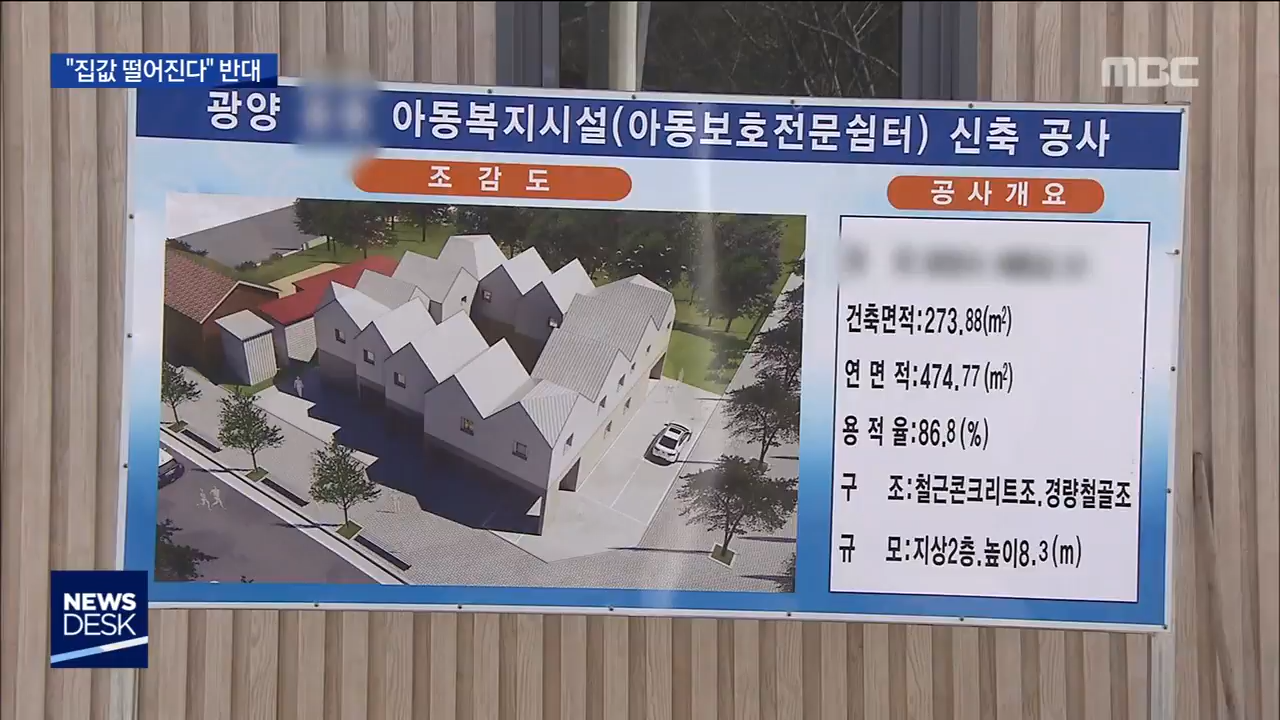 "집값 떨어진다" 반대
MBC
광양 아동복지시설(아동보호전문쉼터) 신축 공사
조 감 도
공 사 개 요
건축면적:273.88(㎡)
연 면 적:474.77(㎡)
용 적 율:86.8(%)
구 조:철근콘크리트조.경량철골조
규 모:지상2층.높이8.3(m)
NEWS
DESK